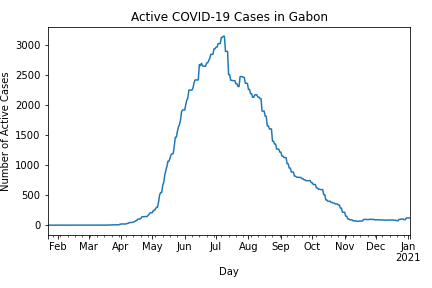 Active COVID-19 Cases in Gabon
Number of Active Cases
3000
2500
2000
1500
1000
500
0
Feb Mar Apr May Jun Jul Aug Sep Oct Nov Dec Jan
2021
Day